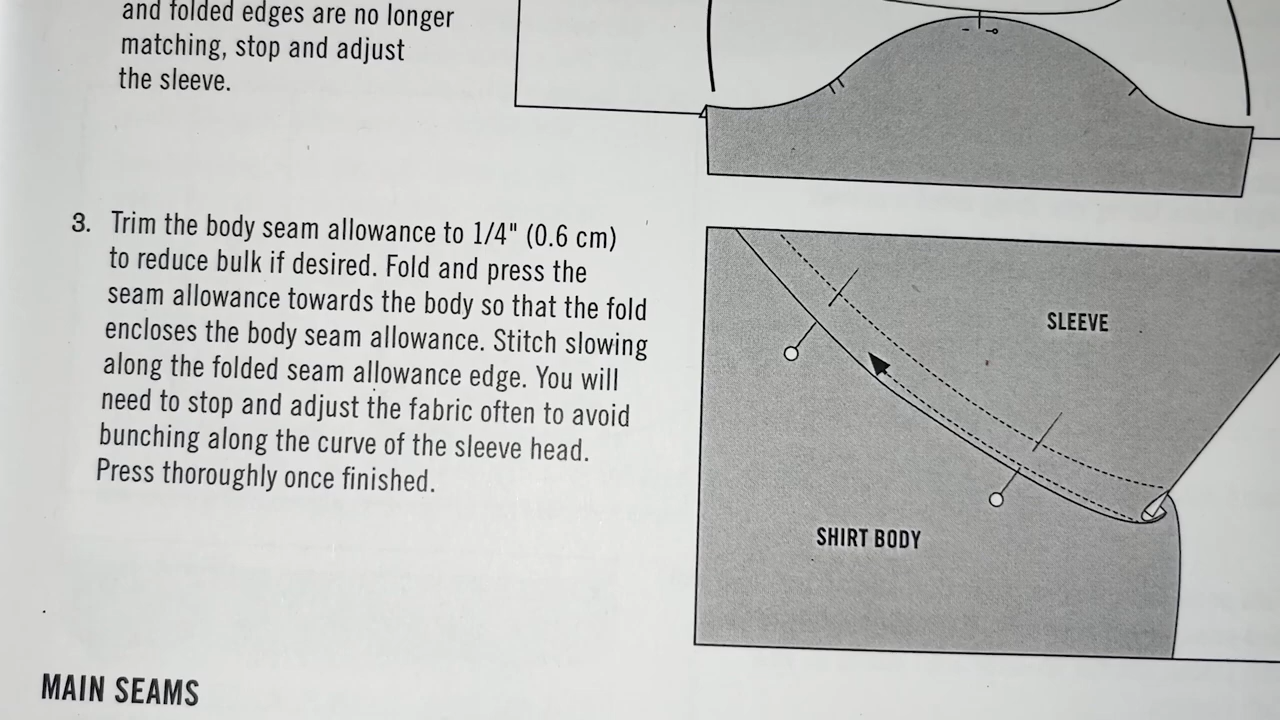 and folded edges are no longer
matching, stop and adjust
the sleeve.
3. Trim the body seam allowance to 1/4" (0.6 cm)
to reduce bulk if desired. Fold and press the
seam allowance towards the body so that the fold
encloses the body seam allowance. Stitch slowing
along the folded seam allowance edge. You will
need to stop and adjust the fabric often to avoid
bunching along the curve of the sleeve head.
Press thoroughly once finished.
SLEEVE
SHIRT BODY
MAIN SEAMS